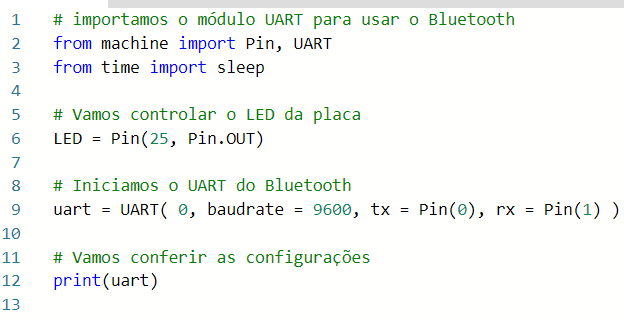 1 # importamos o módulo UART para usar o Bluetooth
2 from machine import Pin, UART
3 from time import sleep
4
5 # Vamos controlar o LED da placa
6 LED = Pin(25, Pin.OUT)
7
8 # Iniciamos o UART do Bluetooth
9 uart = UART( 0, baudrate = 9600, tx = Pin(0), rx = Pin(1) )
10
11 # Vamos conferir as configurações
12 print(uart)
13